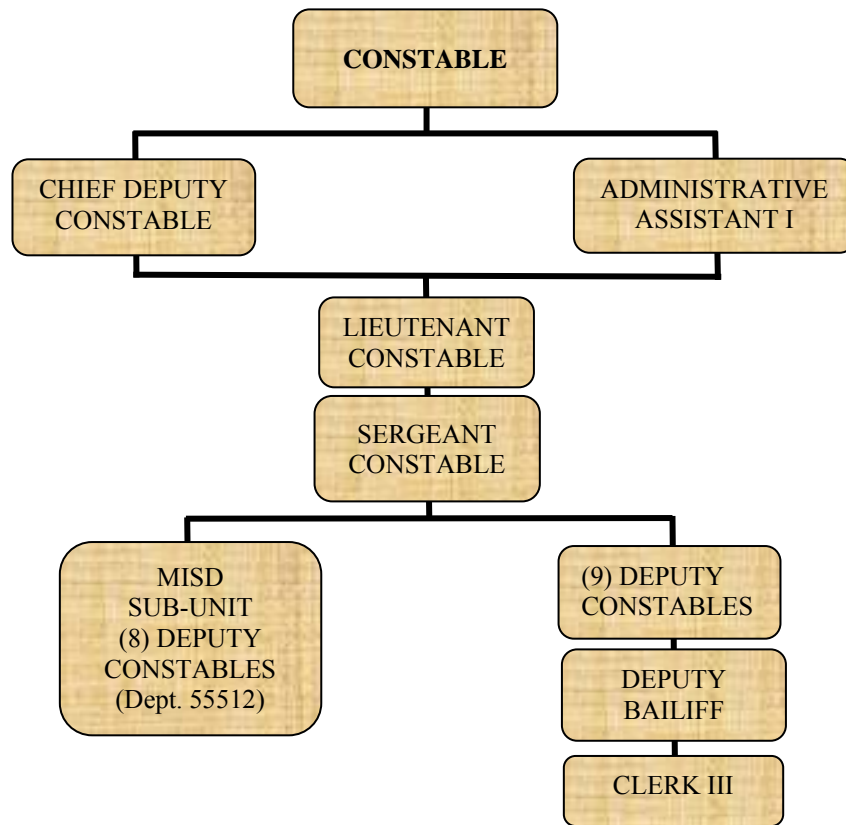 CONSTABLE
CHIEF DEPUTY
CONSTABLE
ADMINISTRATIVE
ASSISTANT I
LIEUTENANT
CONSTABLE
SERGEANT
CONSTABLE
MISD
SUB-UNIT
(8) DEPUTY
CONSTABLES
(Dept. 55512)
(9) DEPUTY
CONSTABLES
DEPUTY
BAILIFF
CLERK III